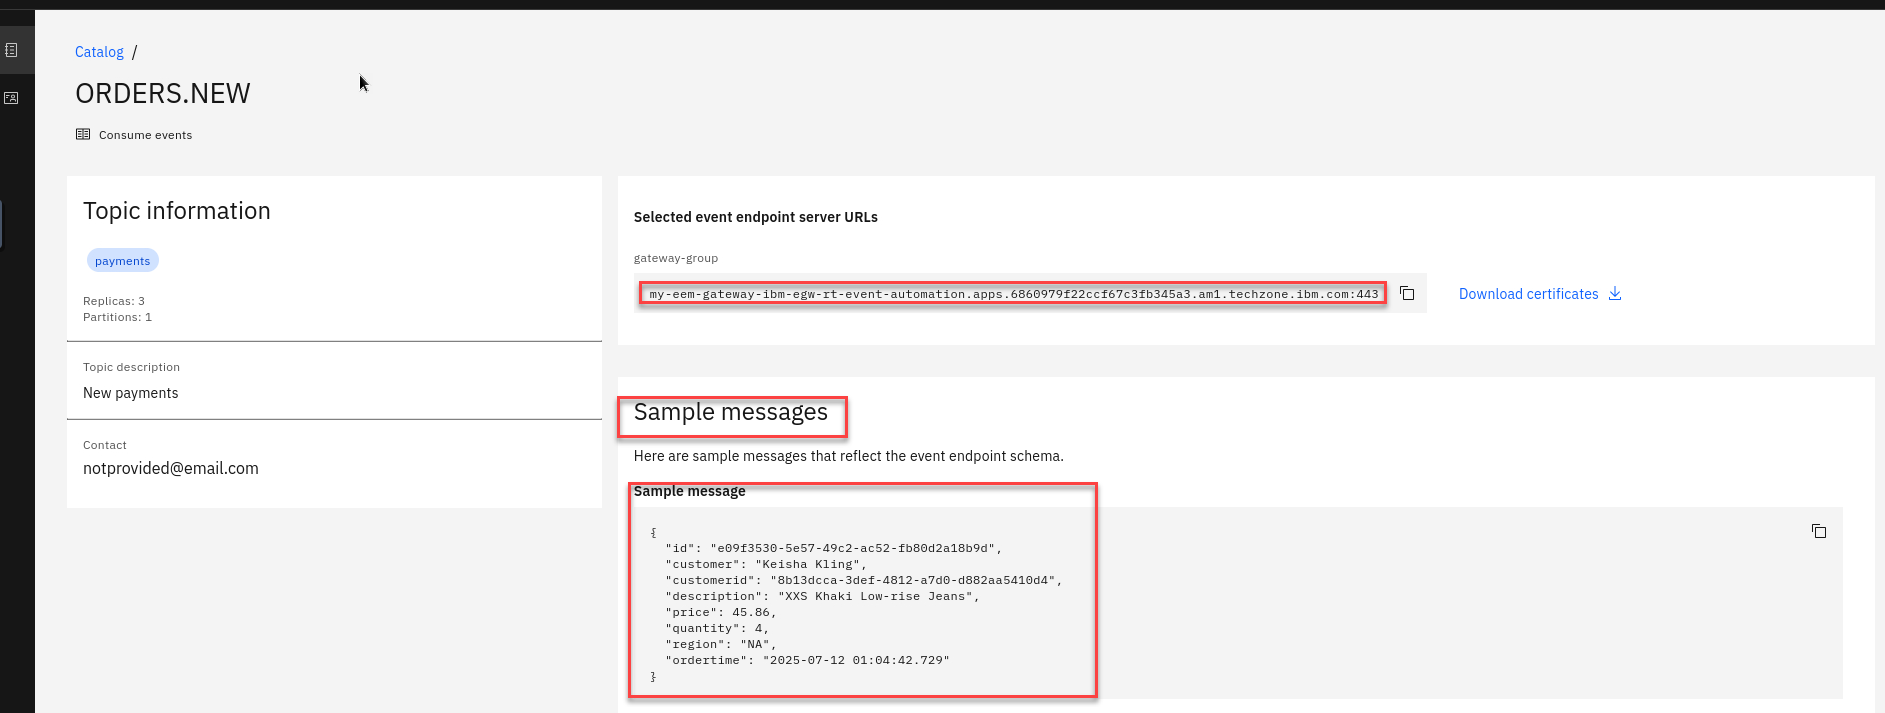 Catalog /
ORDERS.NEW
Consume events
Topic information
payments
Replicas: 3
Partitions: 1
Topic description
New payments
Contact
notprovided@email.com
Selected event endpoint server URLs
gateway-group
my-eem-gateway-ibm-egw-rt-event-automation.apps.6860979f22ccf67c3fb345a3.am1.techzone.ibm.com:443
Download certificates
Sample messages
Here are sample messages that reflect the event endpoint schema.
Sample message
{
"id": "e09f3530-5e57-49c2-ac52-fb80d2a18b9d",
"customer": "Keisha Kling",
"customerid": "8b13dcca-3def-4812-a7d0-d882aa5410d4",
"description": "XXS Khaki Low-rise Jeans",
"price": 45.86,
"quantity": 4,
"region": "NA",
"ordertime": "2025-07-12 01:04:42.729"
}